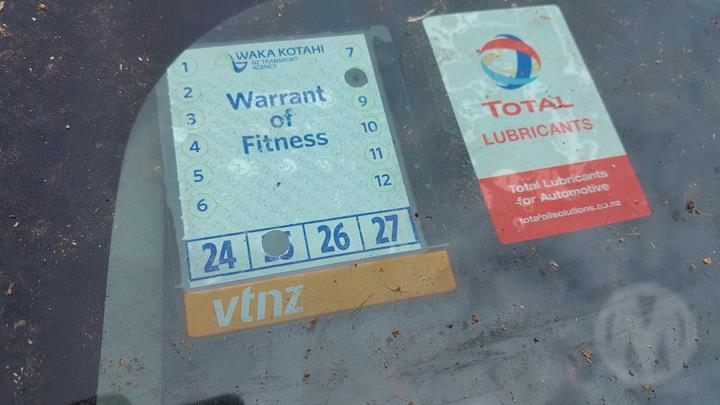 WAKA KOTAHI
NZ TRANSPORT
AGENCY
1
2
3
4
5
6
7
9
10
11
12
Warrant
of
Fitness
24 26 27
vtnz
TOTAL
LUBRICANTS
Total Lubricants
for Automotive
totaloilsolutions.co.nz
M